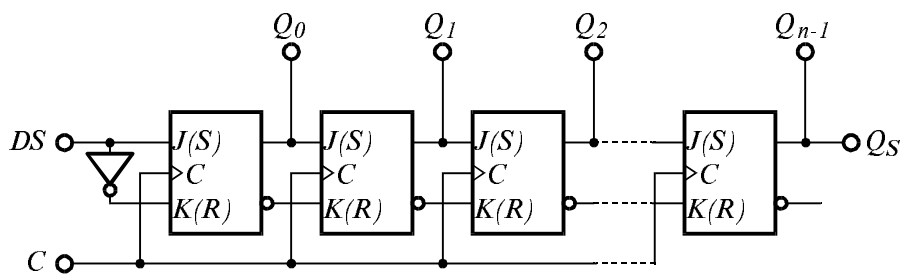 Q0 Q1 Q2 Qn-1
DS J(S) J(S) J(S) J(S) QS
C C C C
K(R) K(R) K(R) K(R)
C